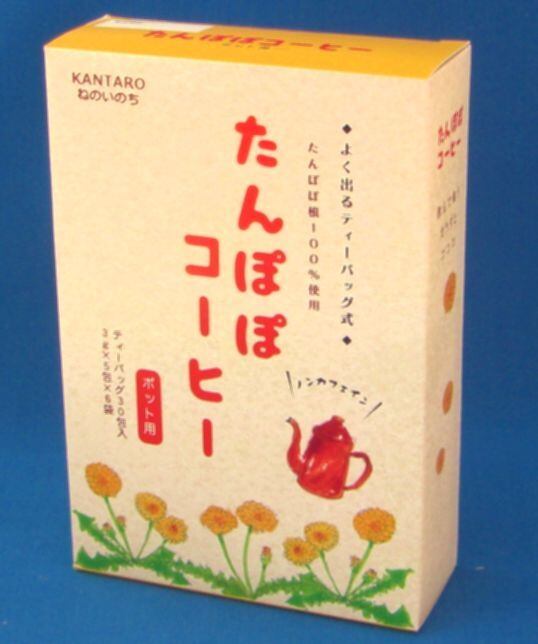 たんぽぽコーヒー
KANTARO
ねのいのち
◆よく出るティーバッグ式◆
たんぽぽ根100%使用
たんぽぽ
コーヒー
ティーバッグ30包入
3g×5包×6袋
ポット用
ノンカフェイン
たんぽぽ
コーヒー